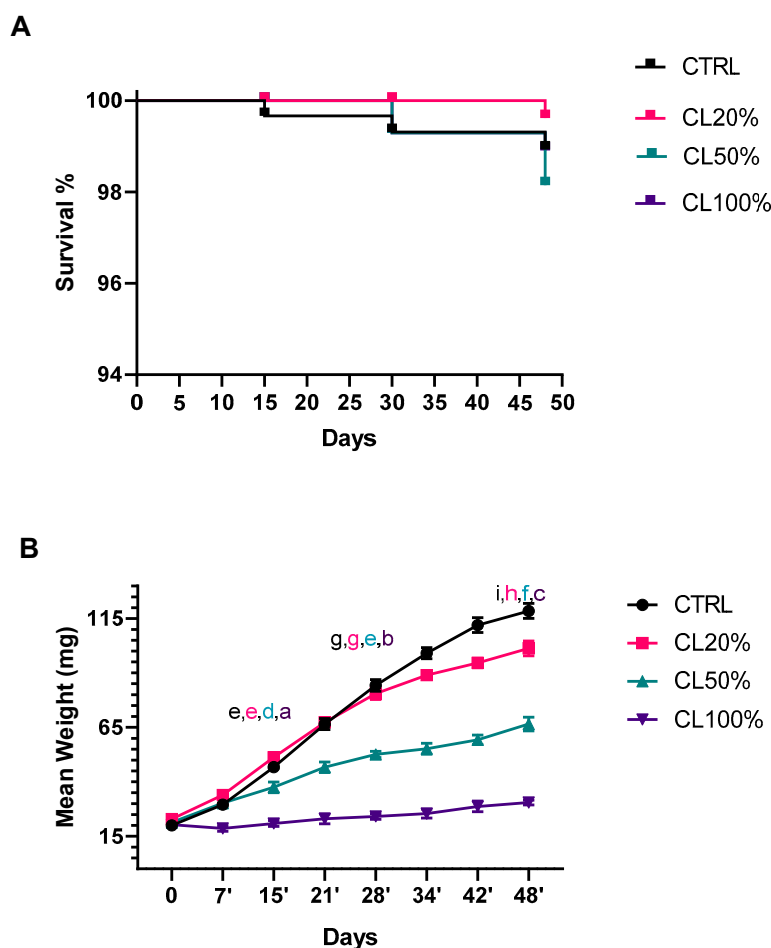 A
CTRL
CL20%
CL50%
CL100%
100
98
96
94
Survival %
0 5 10 15 20 25 30 35 40 45 50
Days
B
i,h,f,c
g,g,e,b
e,e,d,a
CTRL
CL20%
CL50%
CL100%
115
65
15
Mean Weight (mg)
0 7' 15' 21' 28' 34' 42' 48'
Days